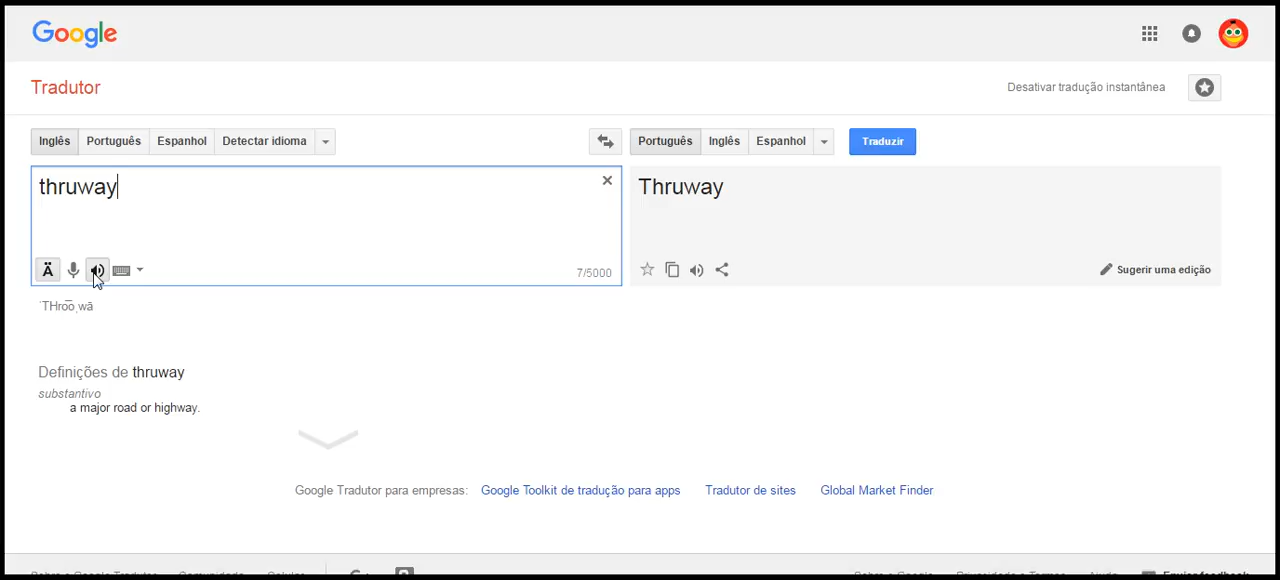 Google
Tradutor
Desativar tradução instantânea
Inglês Português Espanhol Detectar idioma
Português Inglês Espanhol
Traduzir
thruway
Thruway
Ä
7/5000
Sugerir uma edição
ˈTHro͞oˌwā
Definições de thruway
substantivo
a major road or highway.
Google Tradutor para empresas: Google Toolkit de tradução para apps Tradutor de sites Global Market Finder